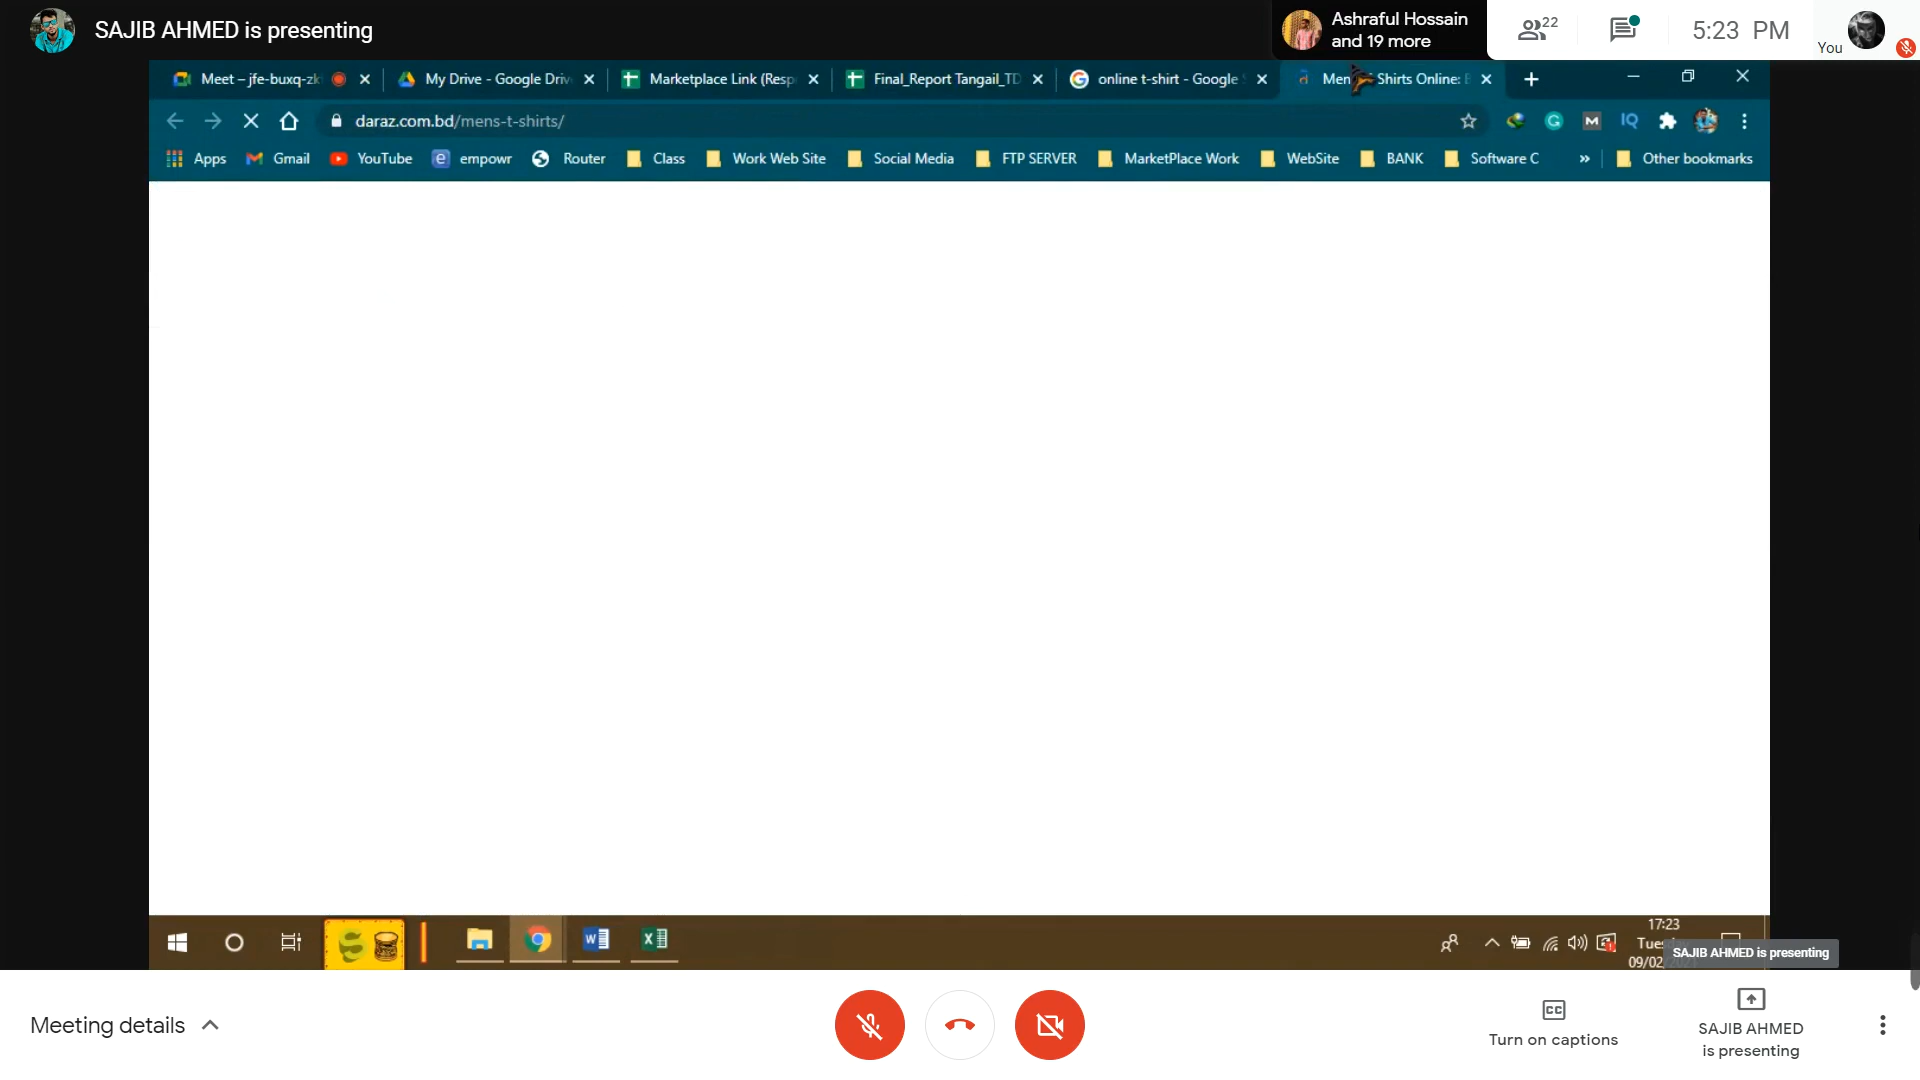 SAJIB AHMED is presenting
Ashraful Hossain
and 19 more
22
5:23 PM
You
Meet – jfe-buxq-zk
My Drive - Google Driv
Marketplace Link (Resp
Final_Report Tangail_TD
online t-shirt - Google
Men Shirts Online:
daraz.com.bd/mens-t-shirts/
Apps
Gmail
YouTube
empowr
Router
Class
Work Web Site
Social Media
FTP SERVER
MarketPlace Work
WebSite
BANK
Software C
»
Other bookmarks
17:23
Tues
09/02
SAJIB AHMED is presenting
Meeting details
CC
Turn on captions
SAJIB AHMED
is presenting